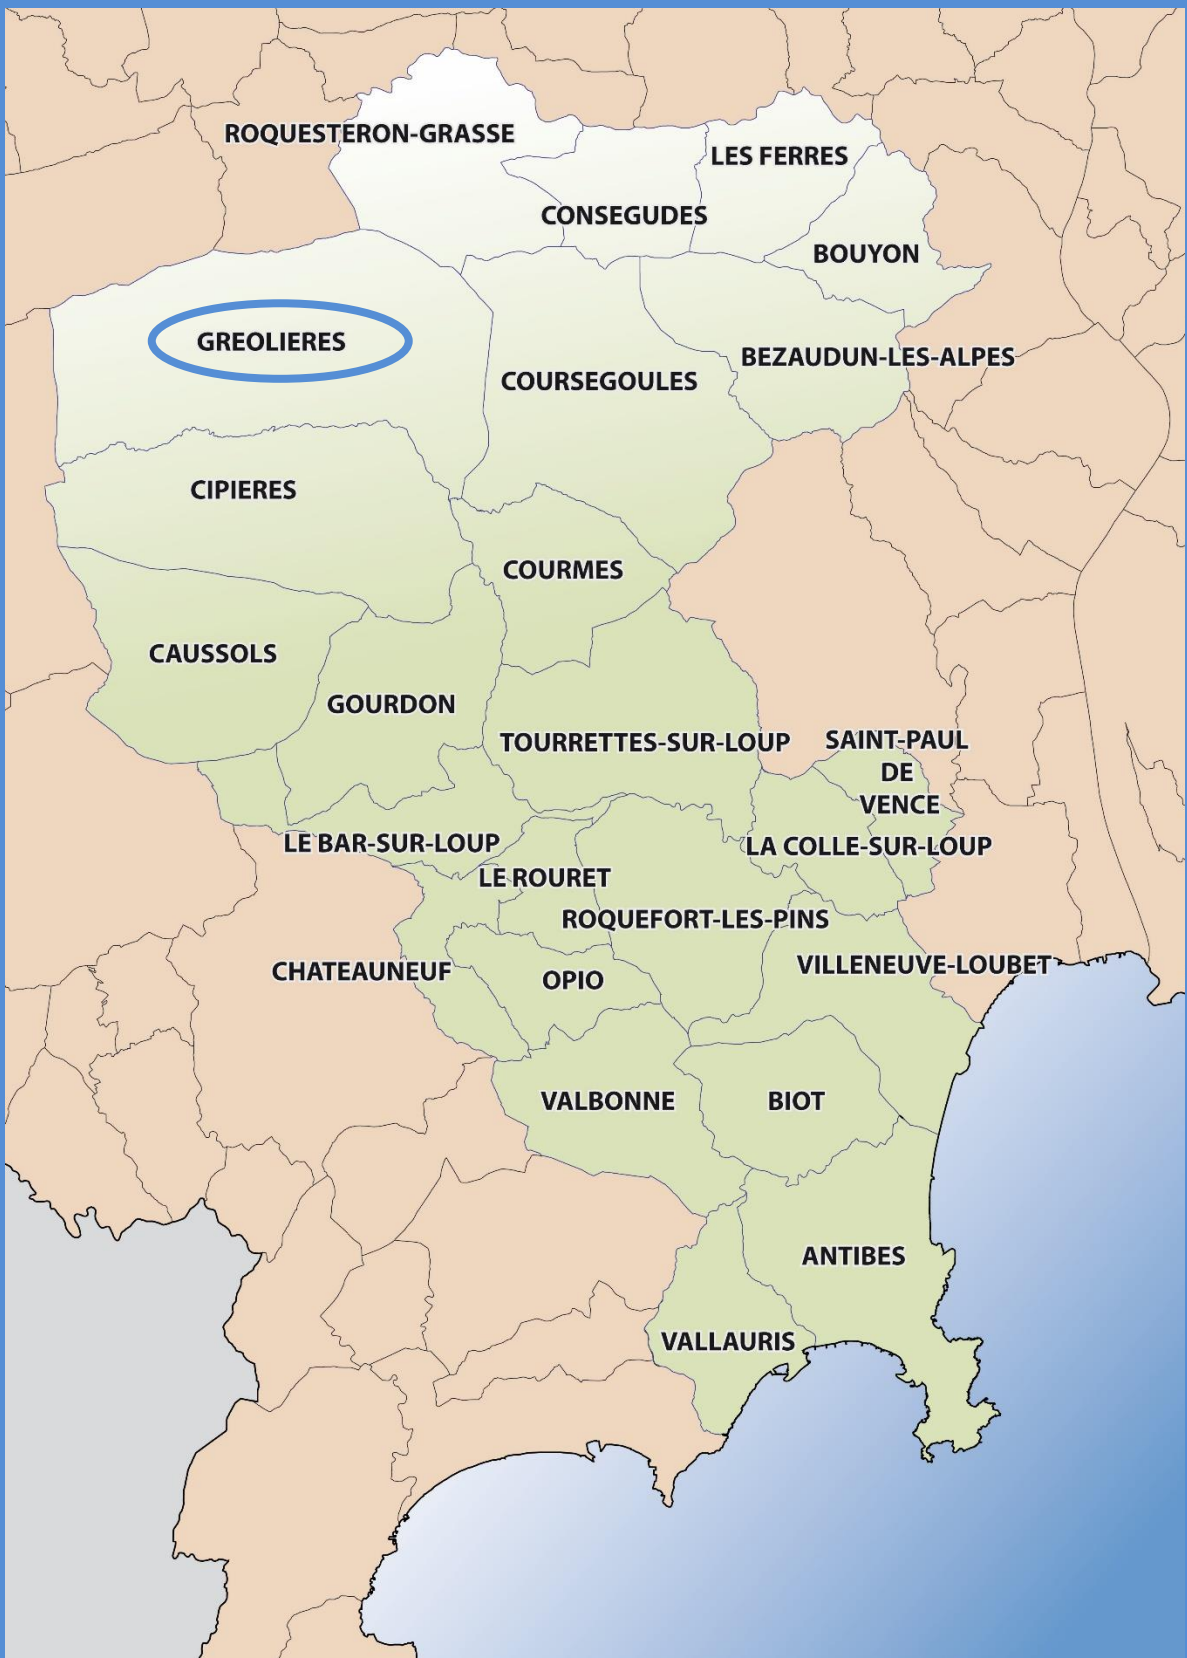 ROQUESTERON-GRASSE
LES FERRES
CONSEGUDES
BOUYON
GREOLIERES
BEZAUDUN-LES-ALPES
COURSEGOULES
CIPIERES
COURMES
CAUSSOLS
GOURDON
TOURRETTES-SUR-LOUP
SAINT-PAUL
DE
VENCE
LE BAR-SUR-LOUP
LA COLLE-SUR-LOUP
LE ROURET
ROQUEFORT-LES-PINS
CHATEAUNEUF
OPIO
VILLENEUVE-LOUBET
VALBONNE
BIOT
ANTIBES
VALLAURIS